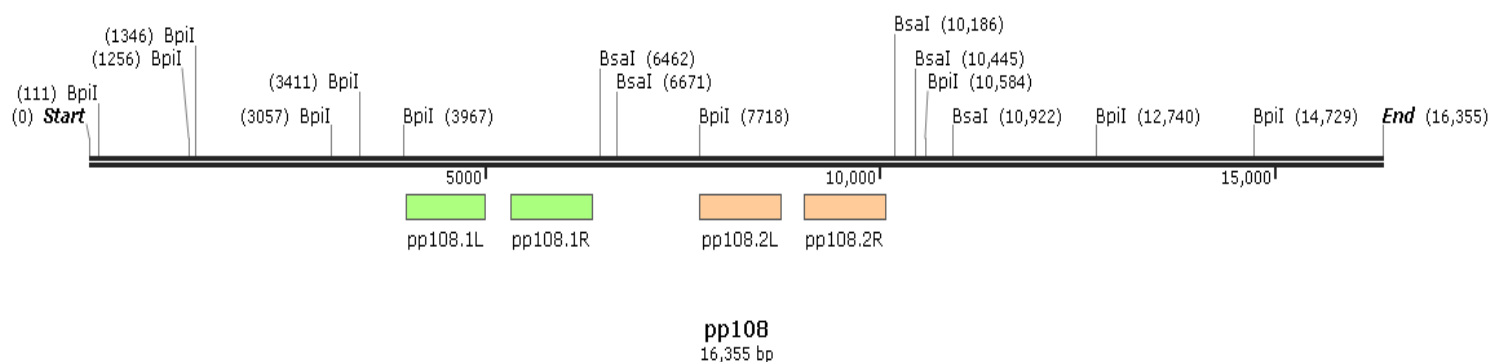 BsaI (10,186)
(1346) BpiI
(1256) BpiI
BsaI (6462)
BsaI (10,445)
(3411) BpiI
BsaI (6671)
BpiI (10,584)
(111) BpiI
(0) Start
(3057) BpiI
BpiI (3967)
BpiI (7718)
BsaI (10,922)
BpiI (12,740)
BpiI (14,729)
End (16,355)
5000
10,000
15,000
pp108.1L
pp108.1R
pp108.2L
pp108.2R
pp108
16,355 bp